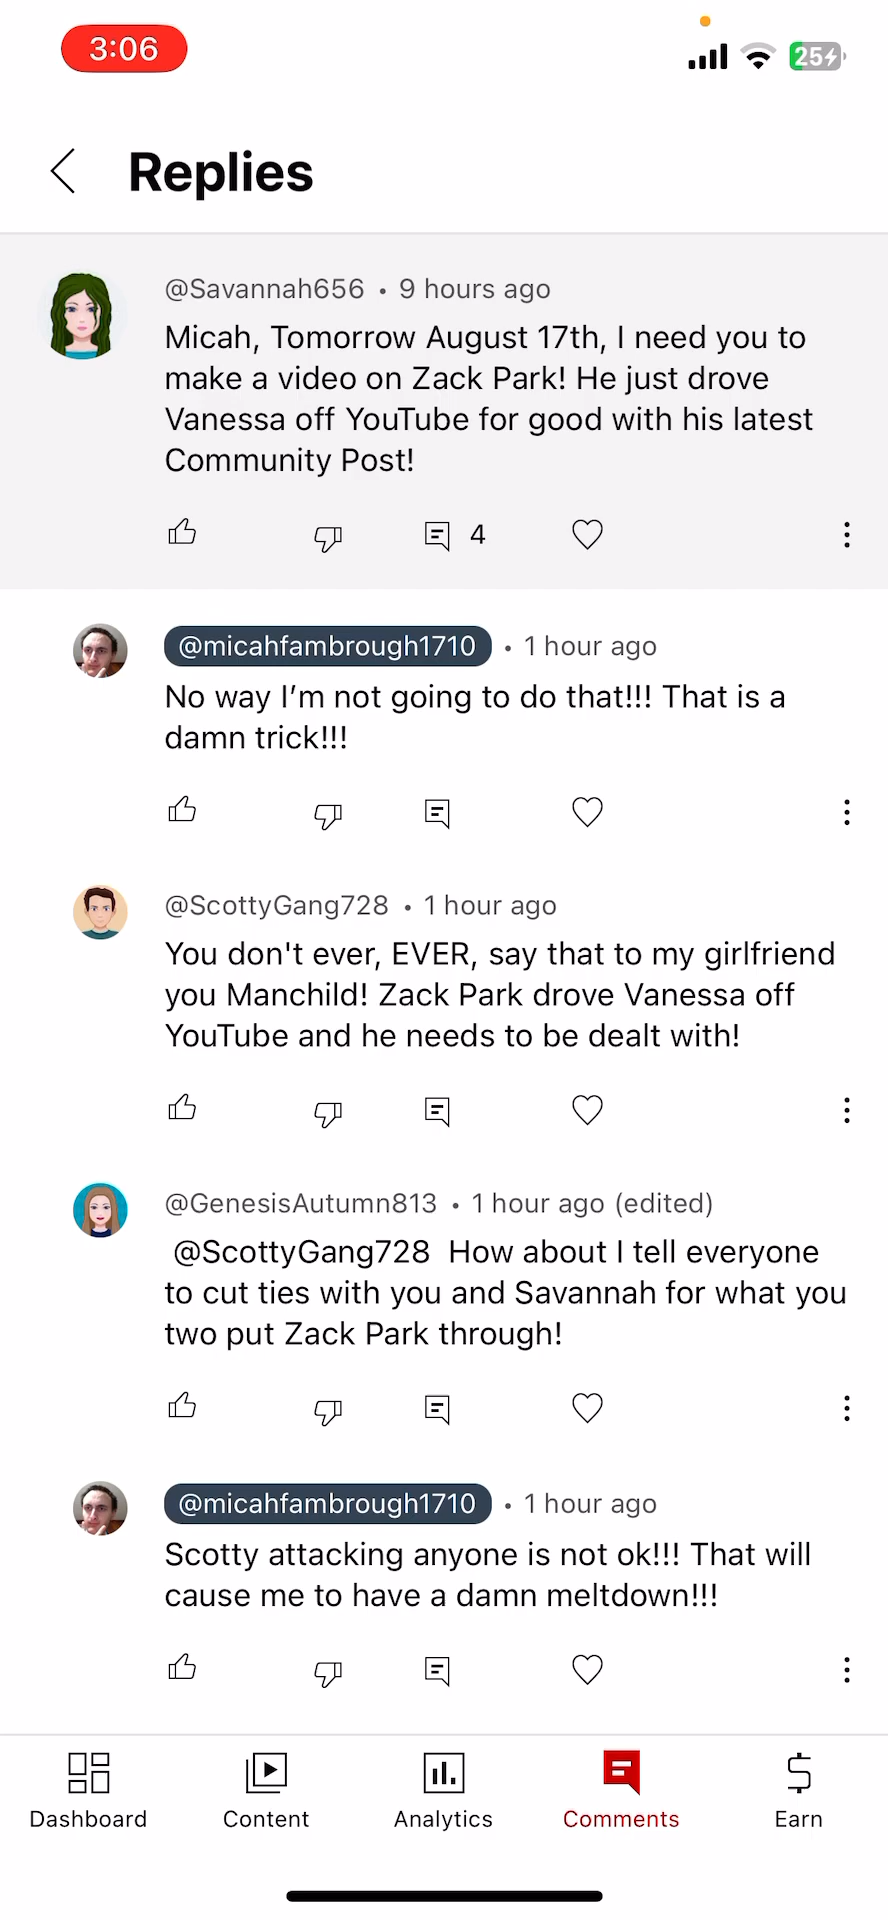 3:06
25
Replies
@Savannah656 • 9 hours ago
Micah, Tomorrow August 17th, I need you to
make a video on Zack Park! He just drove
Vanessa off YouTube for good with his latest
Community Post!
4
@micahfambrough1710 • 1 hour ago
No way I'm not going to do that!!! That is a
damn trick!!!
@ScottyGang728 • 1 hour ago
You don't ever, EVER, say that to my girlfriend
you Manchild! Zack Park drove Vanessa off
YouTube and he needs to be dealt with!
@GenesisAutumn813 • 1 hour ago (edited)
@ScottyGang728 How about I tell everyone
to cut ties with you and Savannah for what you
two put Zack Park through!
@micahfambrough1710 • 1 hour ago
Scotty attacking anyone is not ok!!! That will
cause me to have a damn meltdown!!!
Dashboard Content Analytics Comments Earn